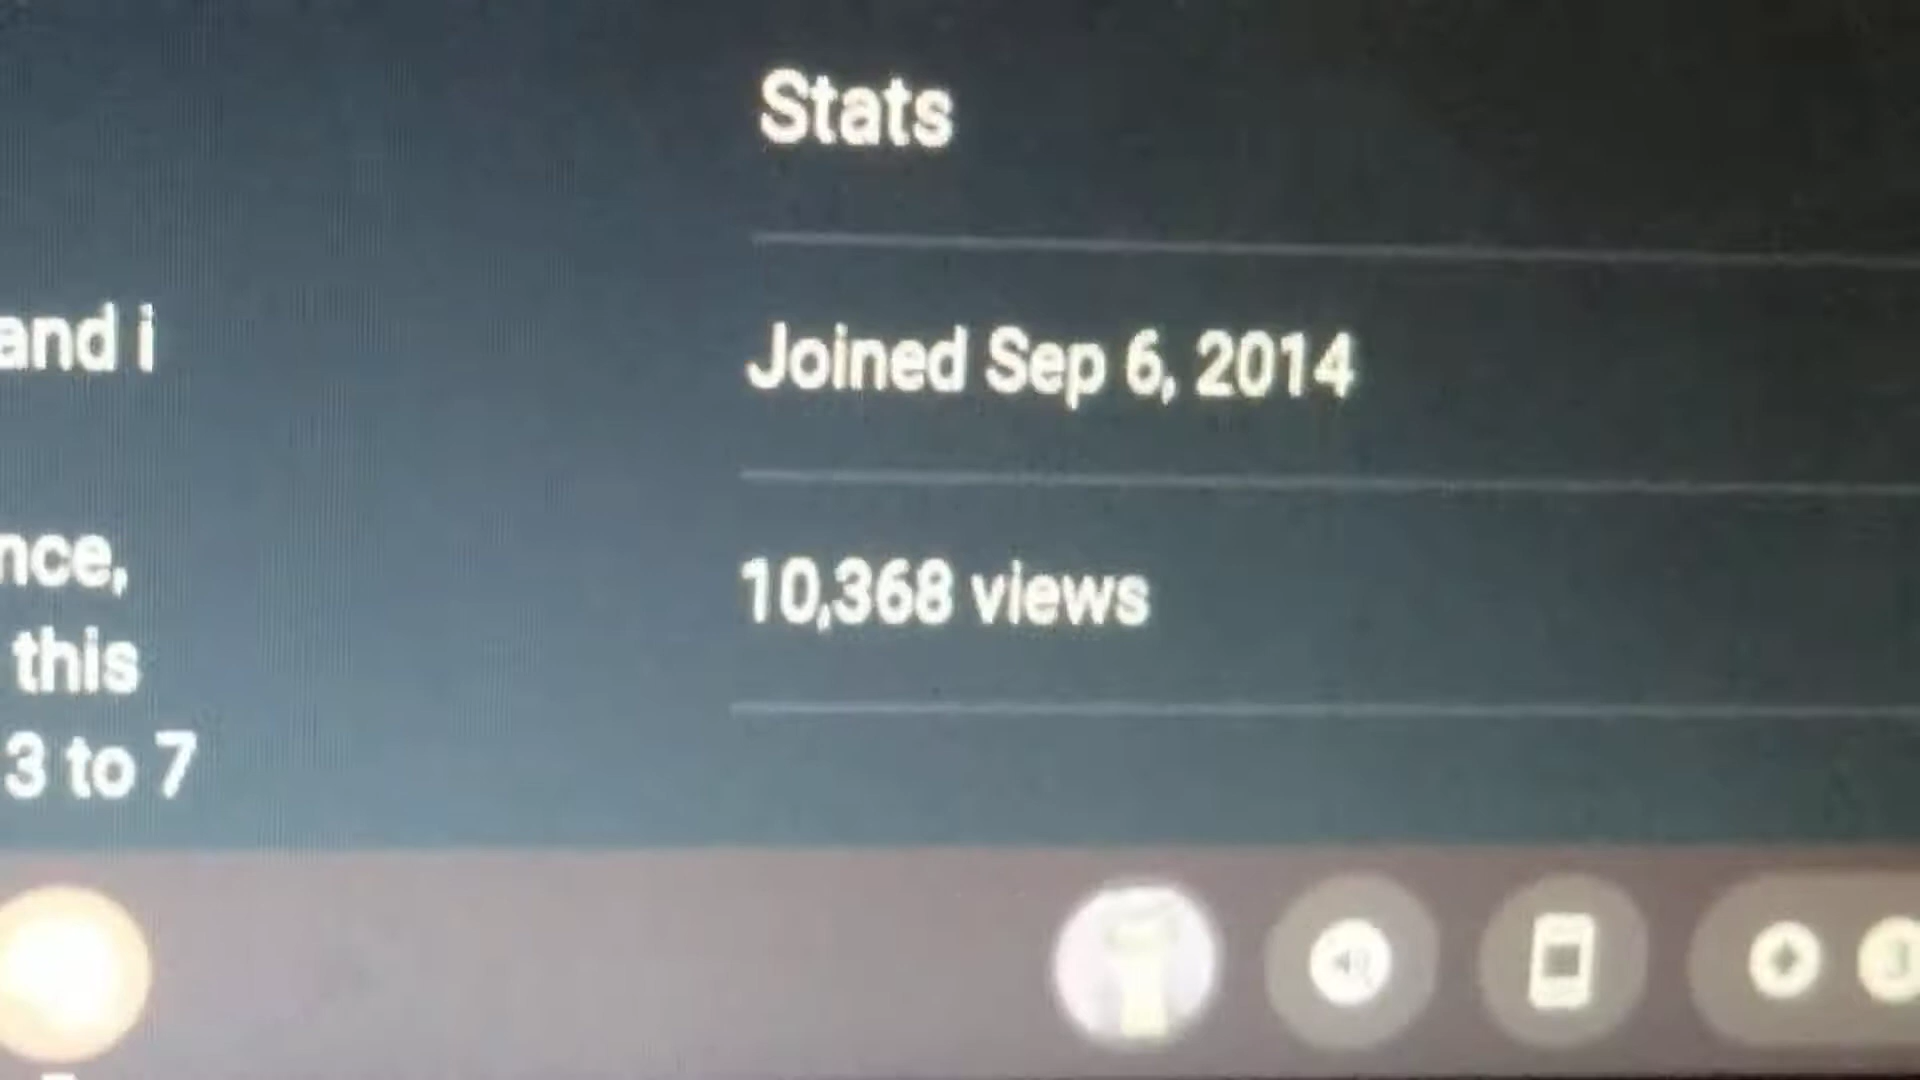 Stats
and i
Joined Sep 6, 2014
nce,
10,368 views
this
3 to 7